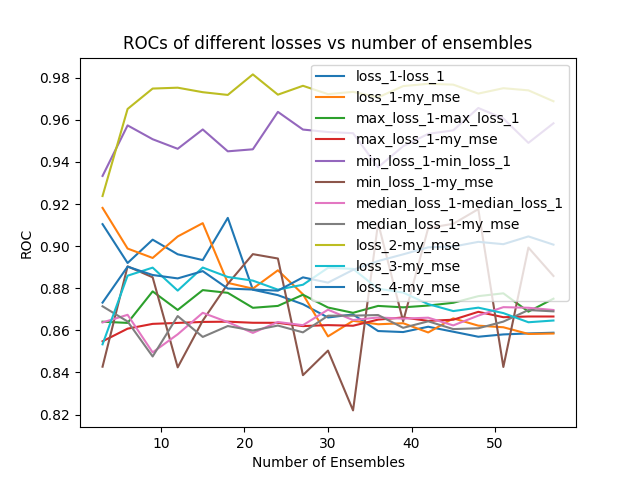 ROCs of different losses vs number of ensembles
0.98
0.96
0.94
0.92
0.90
0.88
0.86
0.84
0.82
ROC
loss_1-loss_1
loss_1-my_mse
max_loss_1-max_loss_1
max_loss_1-my_mse
min_loss_1-min_loss_1
min_loss_1-my_mse
median_loss_1-median_loss_1
median_loss_1-my_mse
loss_2-my_mse
loss_3-my_mse
loss_4-my_mse
10 20 30 40 50
Number of Ensembles